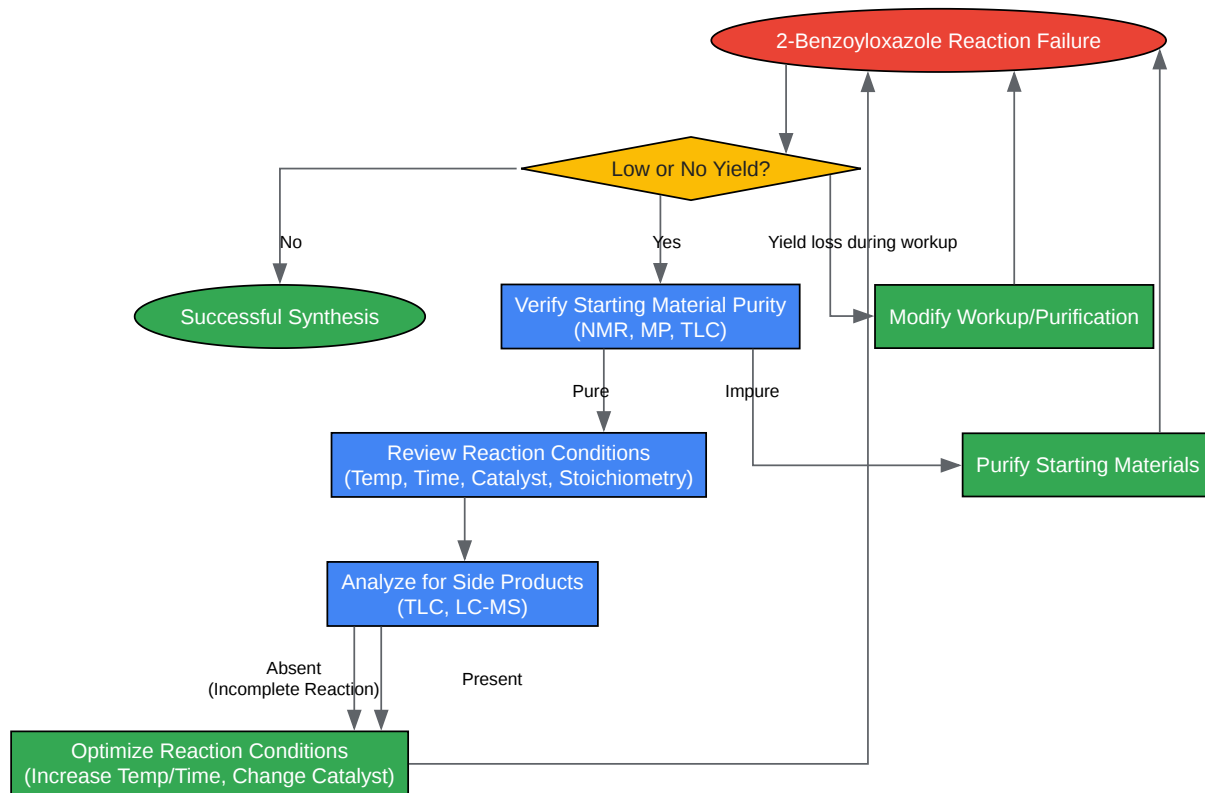 2-Benzoyloxazole Reaction Failure
Low or No Yield?
No
Yes
Yield loss during workup
Successful Synthesis
Verify Starting Material Purity
(NMR, MP, TLC)
Modify Workup/Purification
Pure
Impure
Review Reaction Conditions
(Temp, Time, Catalyst, Stoichiometry)
Purify Starting Materials
Analyze for Side Products
(TLC, LC-MS)
Absent
(Incomplete Reaction)
Present
Optimize Reaction Conditions
(Increase Temp/Time, Change Catalyst)